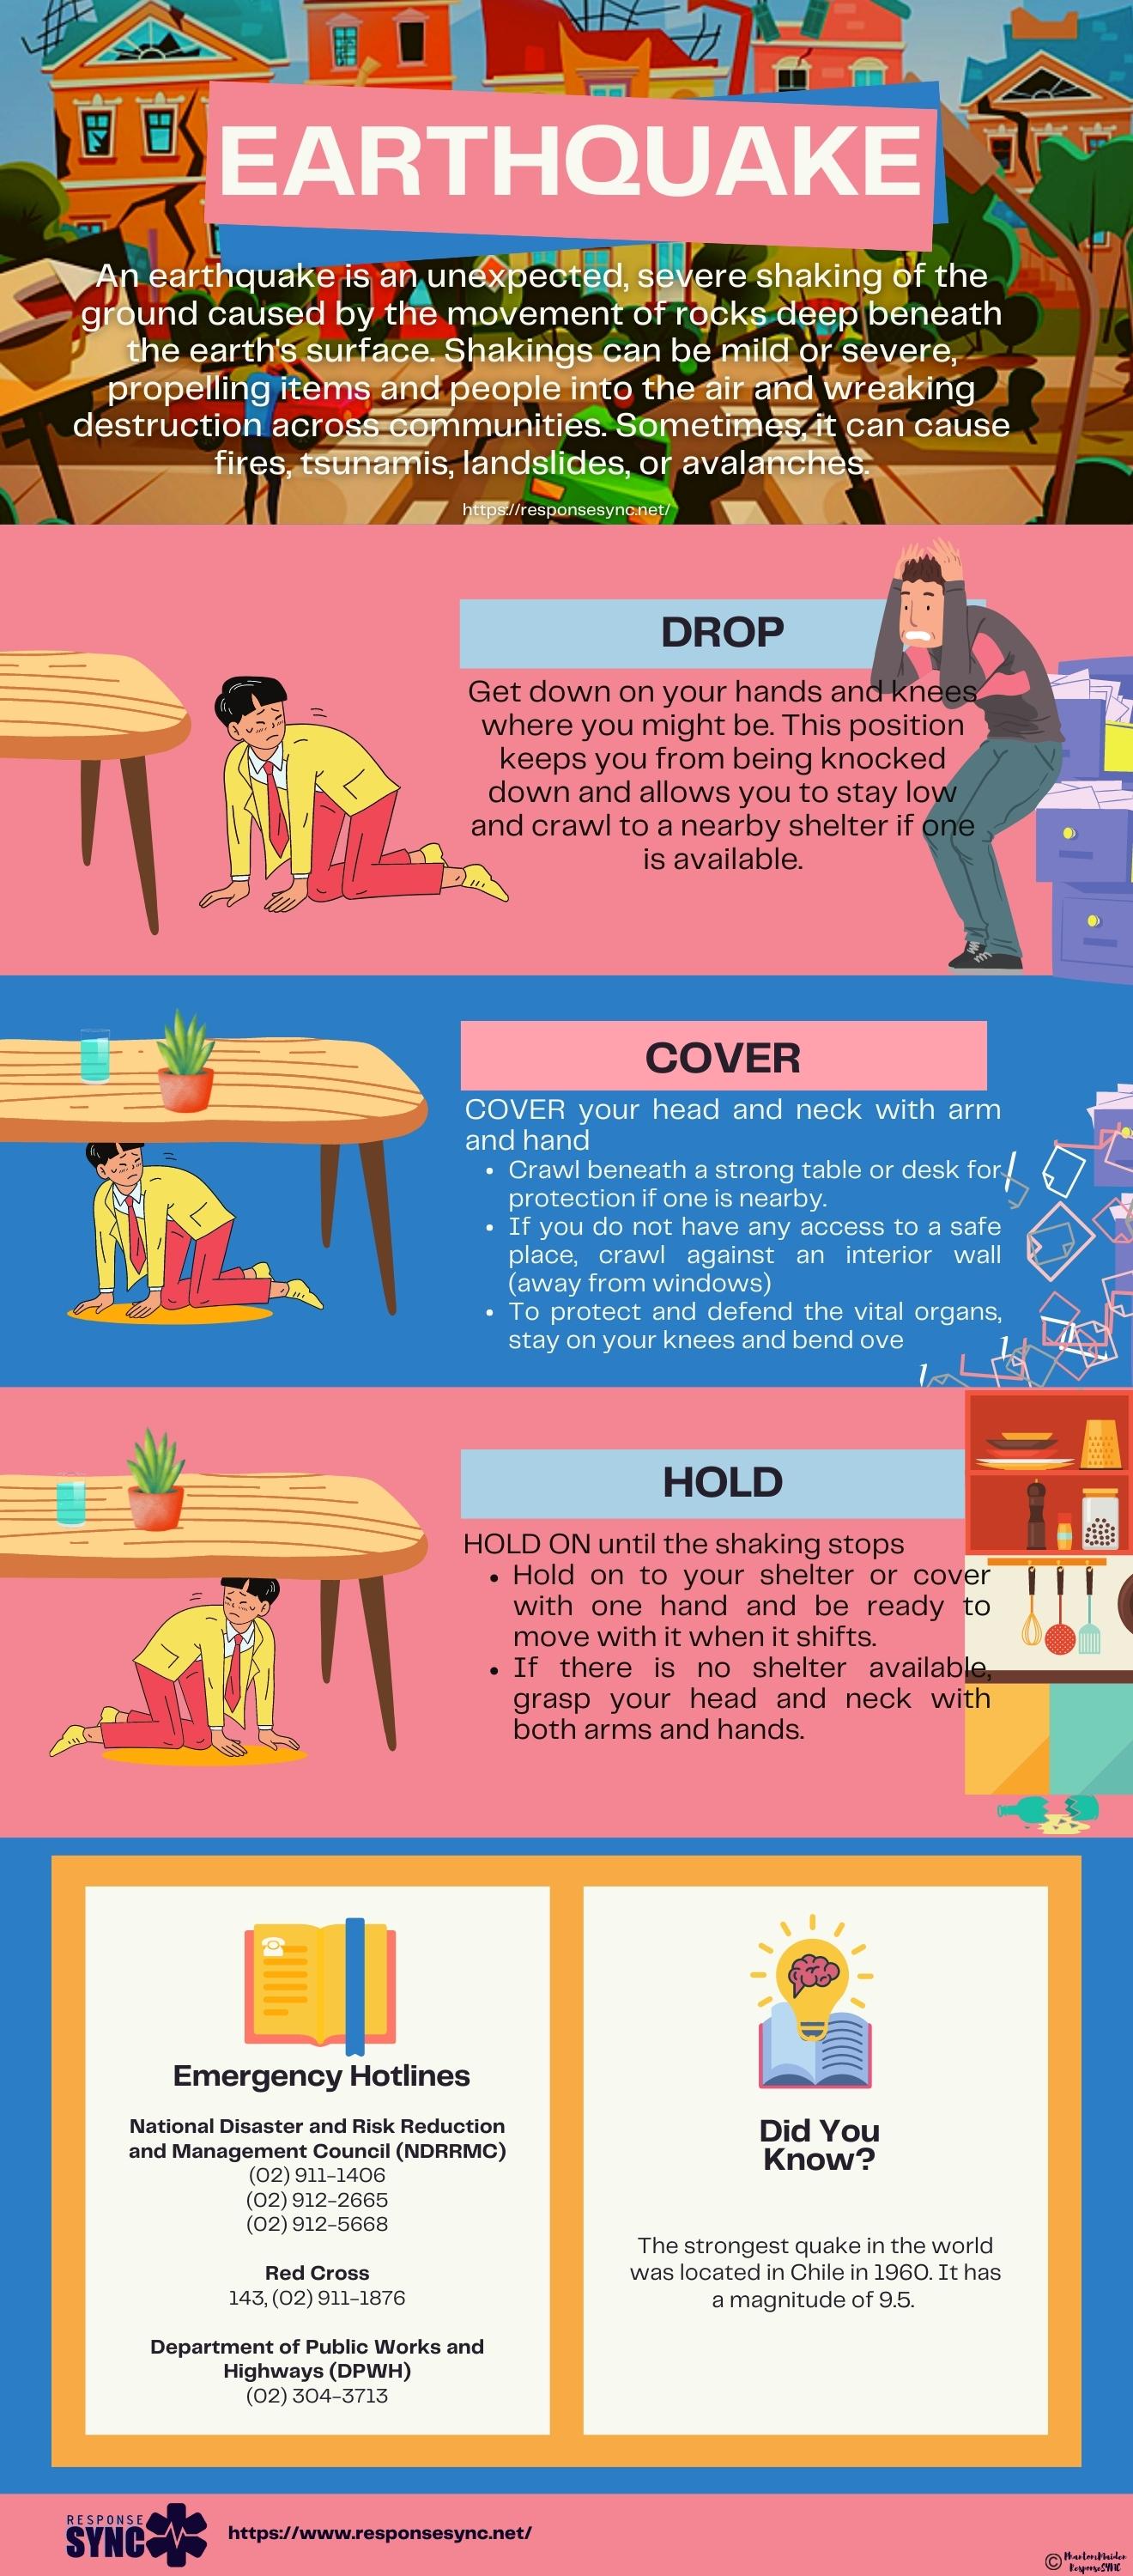 EARTHQUAKE
An earthquake is an unexpected, severe shaking of the
ground caused by the movement of rocks deep beneath
the earth's surface. Shakings can be mild or severe,
propelling items and people into the air and wreaking
destruction across communities. Sometimes, it can cause
fires, tsunamis, landslides, or avalanches.
https://responsesync.net/
DROP
Get down on your hands and knees
where you might be. This position
keeps you from being knocked
down and allows you to stay low
and crawl to a nearby shelter if one
is available.
COVER
COVER your head and neck with arm
and hand
• Crawl beneath a strong table or desk for
protection if one is nearby.
• If you do not have any access to a safe
place, crawl against an interior wall
(away from windows)
• To protect and defend the vital organs,
stay on your knees and bend ove
HOLD
HOLD ON until the shaking stops
• Hold on to your shelter or cover
with one hand and be ready to
move with it when it shifts.
• If there is no shelter available,
grasp your head and neck with
both arms and hands.
Emergency Hotlines
National Disaster and Risk Reduction
and Management Council (NDRRMC)
(02) 911-1406
(02) 912-2665
(02) 912-5668
Red Cross
143, (02) 911-1876
Department of Public Works and
Highways (DPWH)
(02) 304-3713
Did You
Know?
The strongest quake in the world
was located in Chile in 1960. It has
a magnitude of 9.5.
RESPONSE
SYNC
https://www.responsesync.net/
© PhantomMaiden
ResponseSYNC